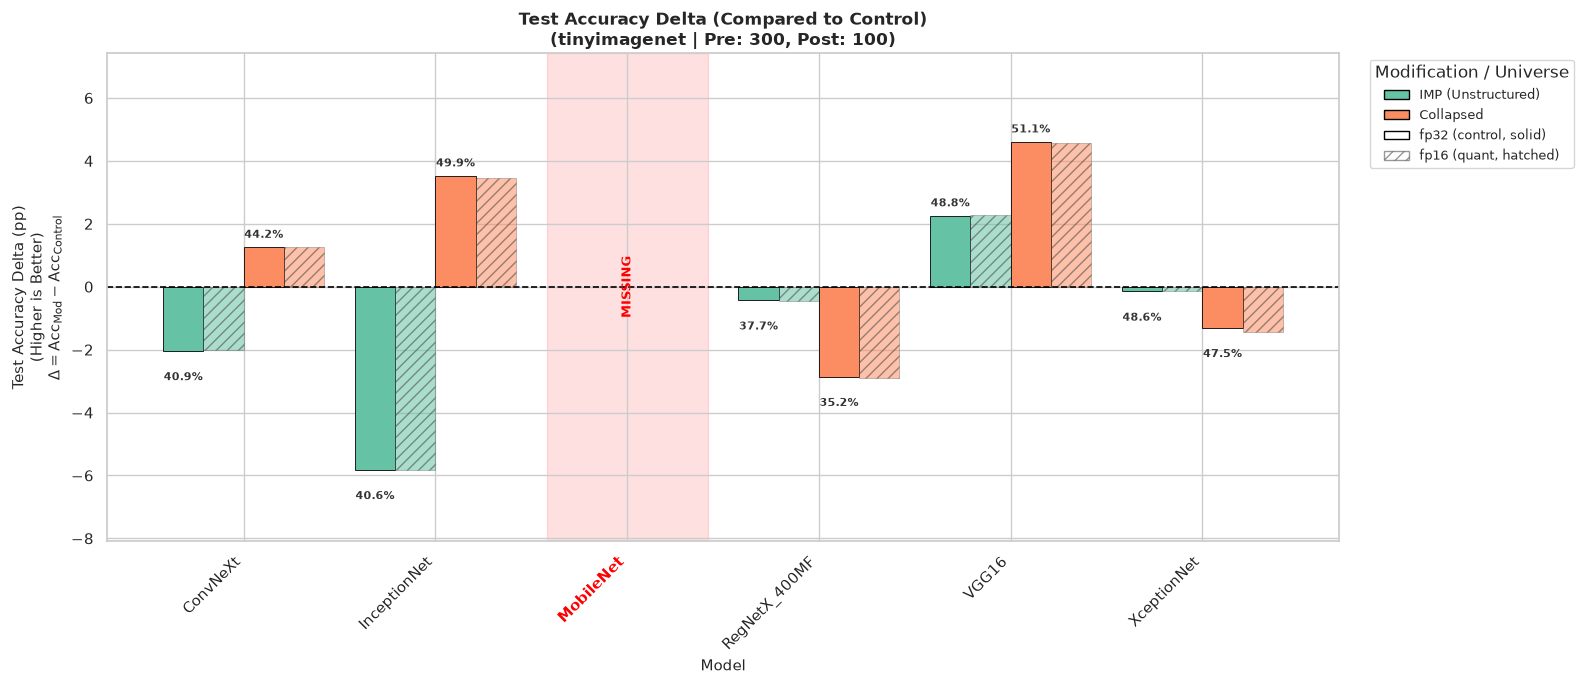 Test Accuracy Delta (Compared to Control)
(tinyimagenet | Pre: 300, Post: 100)
Test Accuracy Delta (pp)
(Higher is Better)
Δ = Acc_Mod − Acc_Control
6
4
2
0
−2
−4
−6
−8
40.9%
44.2%
40.6%
49.9%
MISSING
37.7%
35.2%
48.8%
51.1%
48.6%
47.5%
ConvNeXt
InceptionNet
MobileNet
RegNetX_400MF
VGG16
XceptionNet
Model
Modification / Universe
IMP (Unstructured)
Collapsed
fp32 (control, solid)
fp16 (quant, hatched)